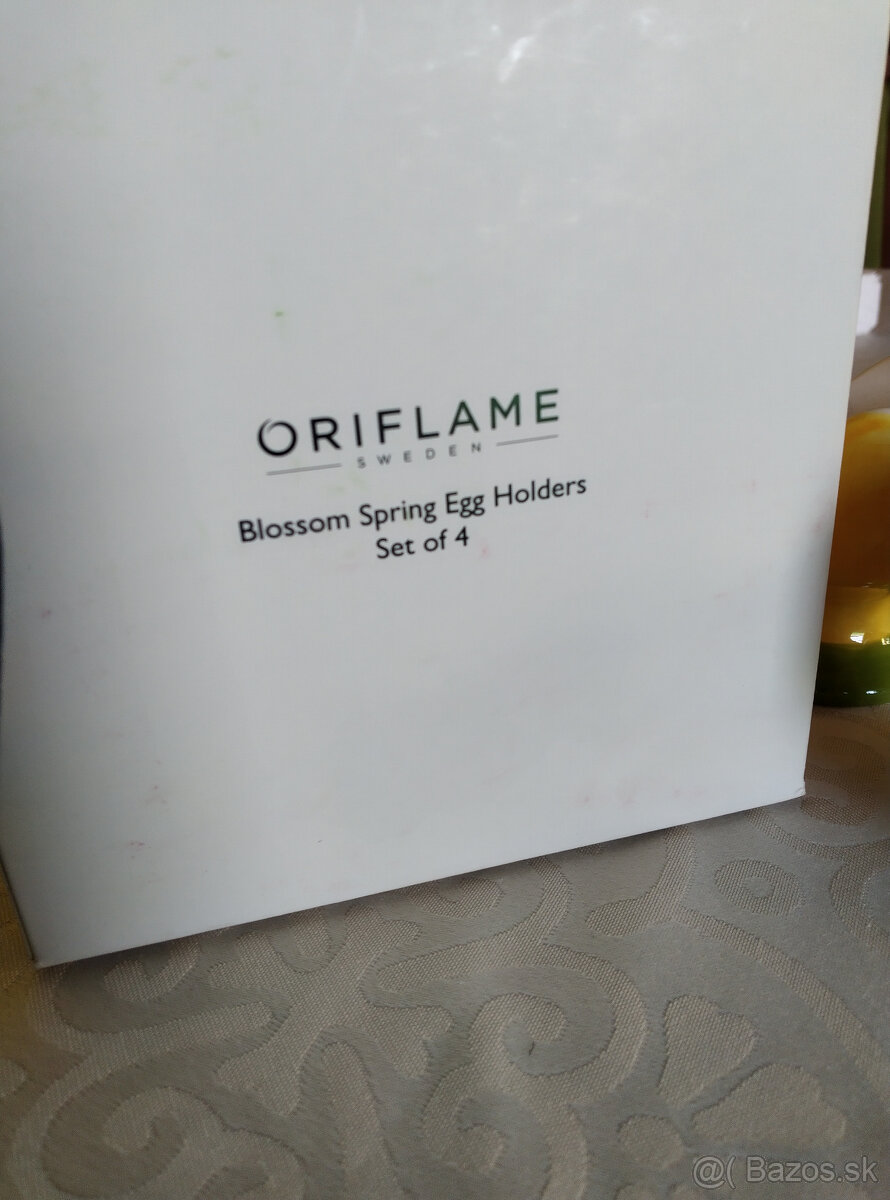 ORIFLAME
SWEDEN
Blossom Spring Egg Holders
Set of 4
@( Bazos.sk